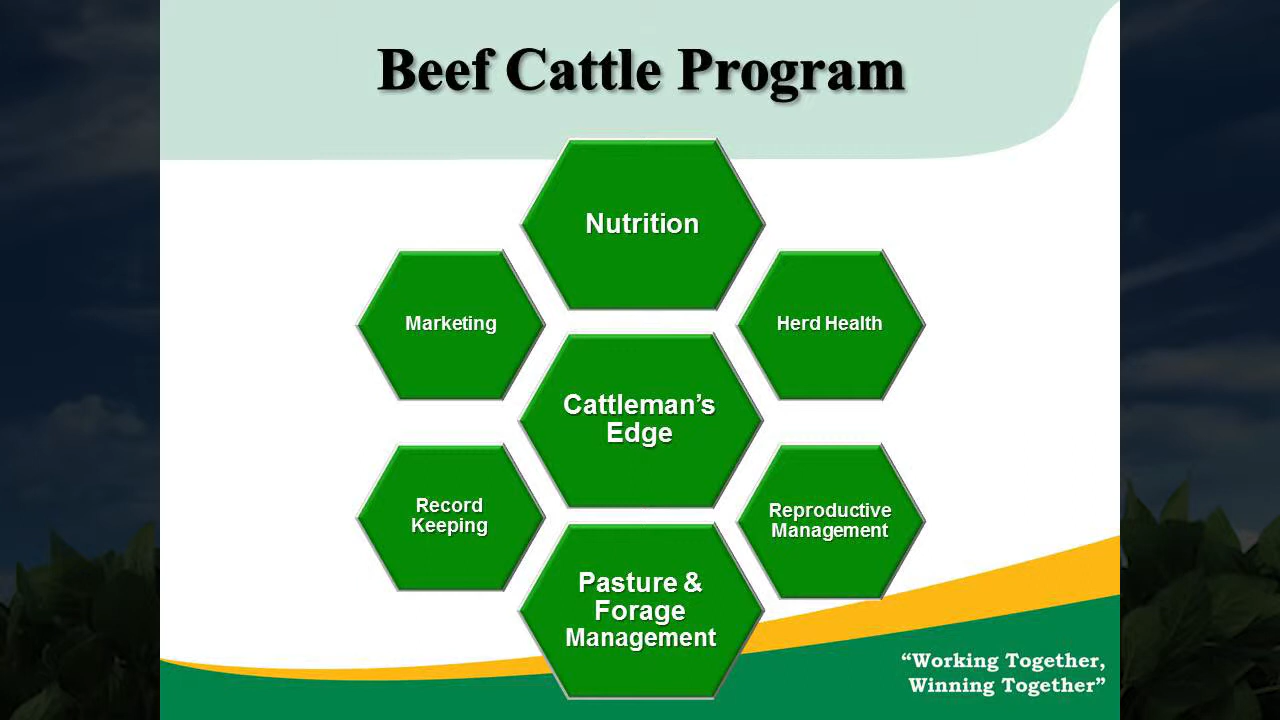 Beef Cattle Program
Nutrition
Marketing
Herd Health
Cattleman’s
Edge
Record
Keeping
Reproductive
Management
Pasture &
Forage
Management
“Working Together,
Winning Together”